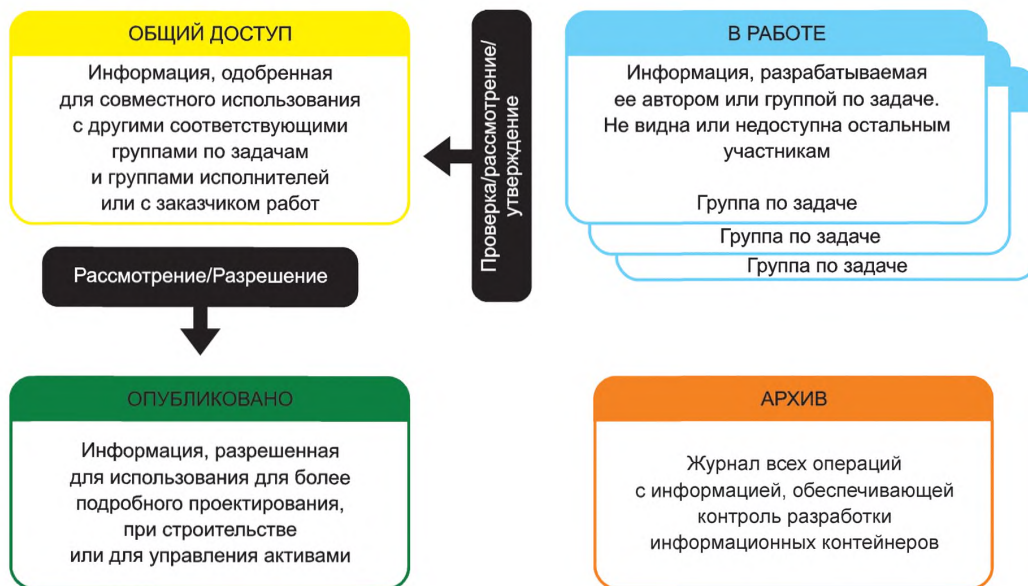 ОБЩИЙ ДОСТУП
Информация, одобренная
для совместного использования
с другими соответствующими
группами по задачам
и группами исполнителей
или с заказчиком работ
Проверка/рассмотрение/
утверждение
В РАБОТЕ
Информация, разрабатываемая
ее автором или группой по задаче.
Не видна или недоступна остальным
участникам
Группа по задаче
Группа по задаче
Группа по задаче
Рассмотрение/Разрешение
ОПУБЛИКОВАНО
Информация, разрешенная
для использования для более
подробного проектирования,
при строительстве
или для управления активами
АРХИВ
Журнал всех операций
с информацией, обеспечивающей
контроль разработки
информационных контейнеров